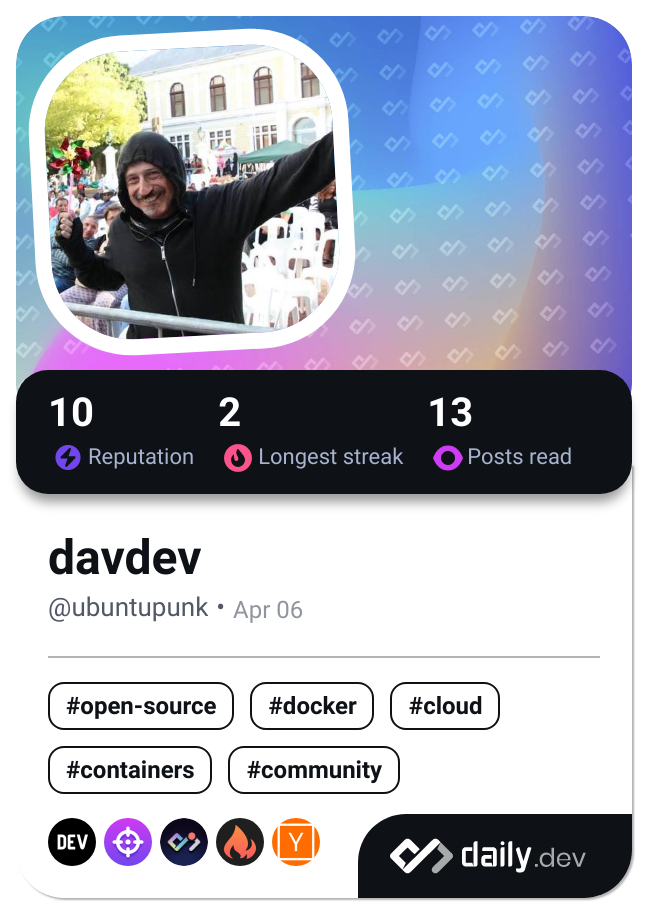 10 2 13
Reputation Longest streak Posts read
davdev
@ubuntupunk • Apr 06
#open-source #docker #cloud
#containers #community
DEV Y daily.dev